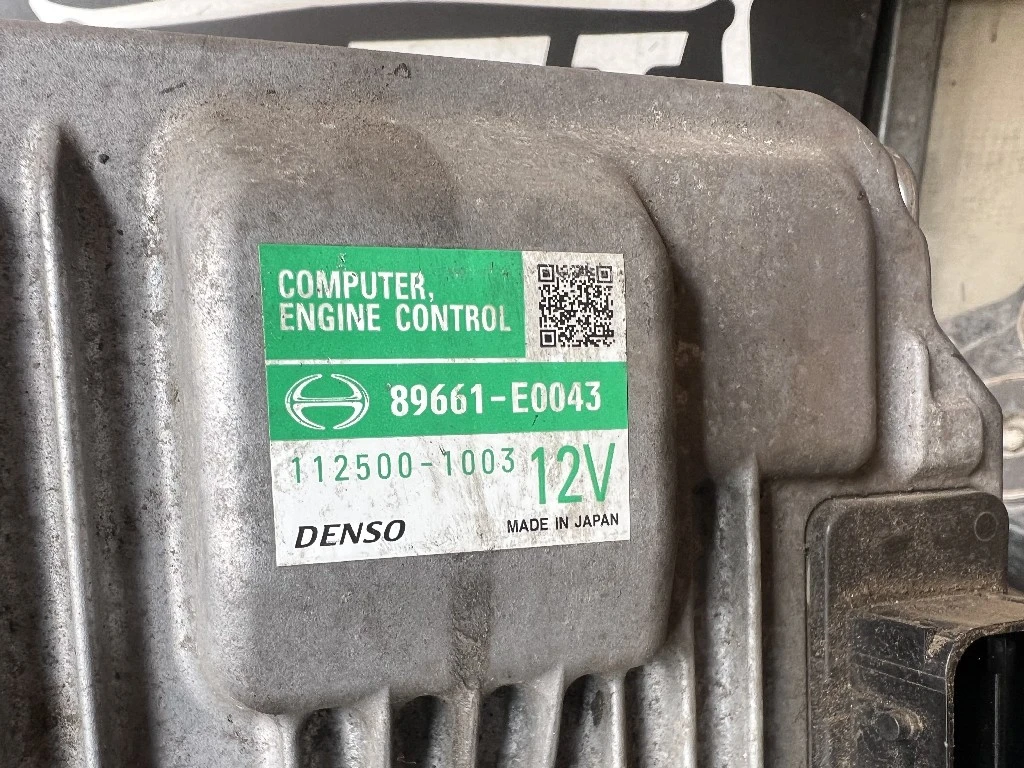 COMPUTER,
ENGINE CONTROL
89661-E0043
112500-1003 12V
DENSO MADE IN JAPAN